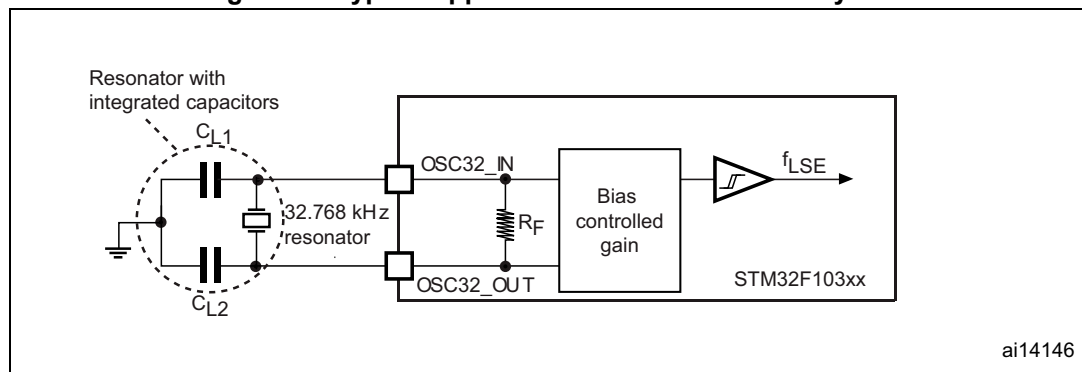 Resonator with
integrated capacitors
CL1
OSC32_IN
fLSE
32.768 kHz
resonator
RF
Bias
controlled
gain
OSC32_OUT
STM32F103xx
CL2
ai14146